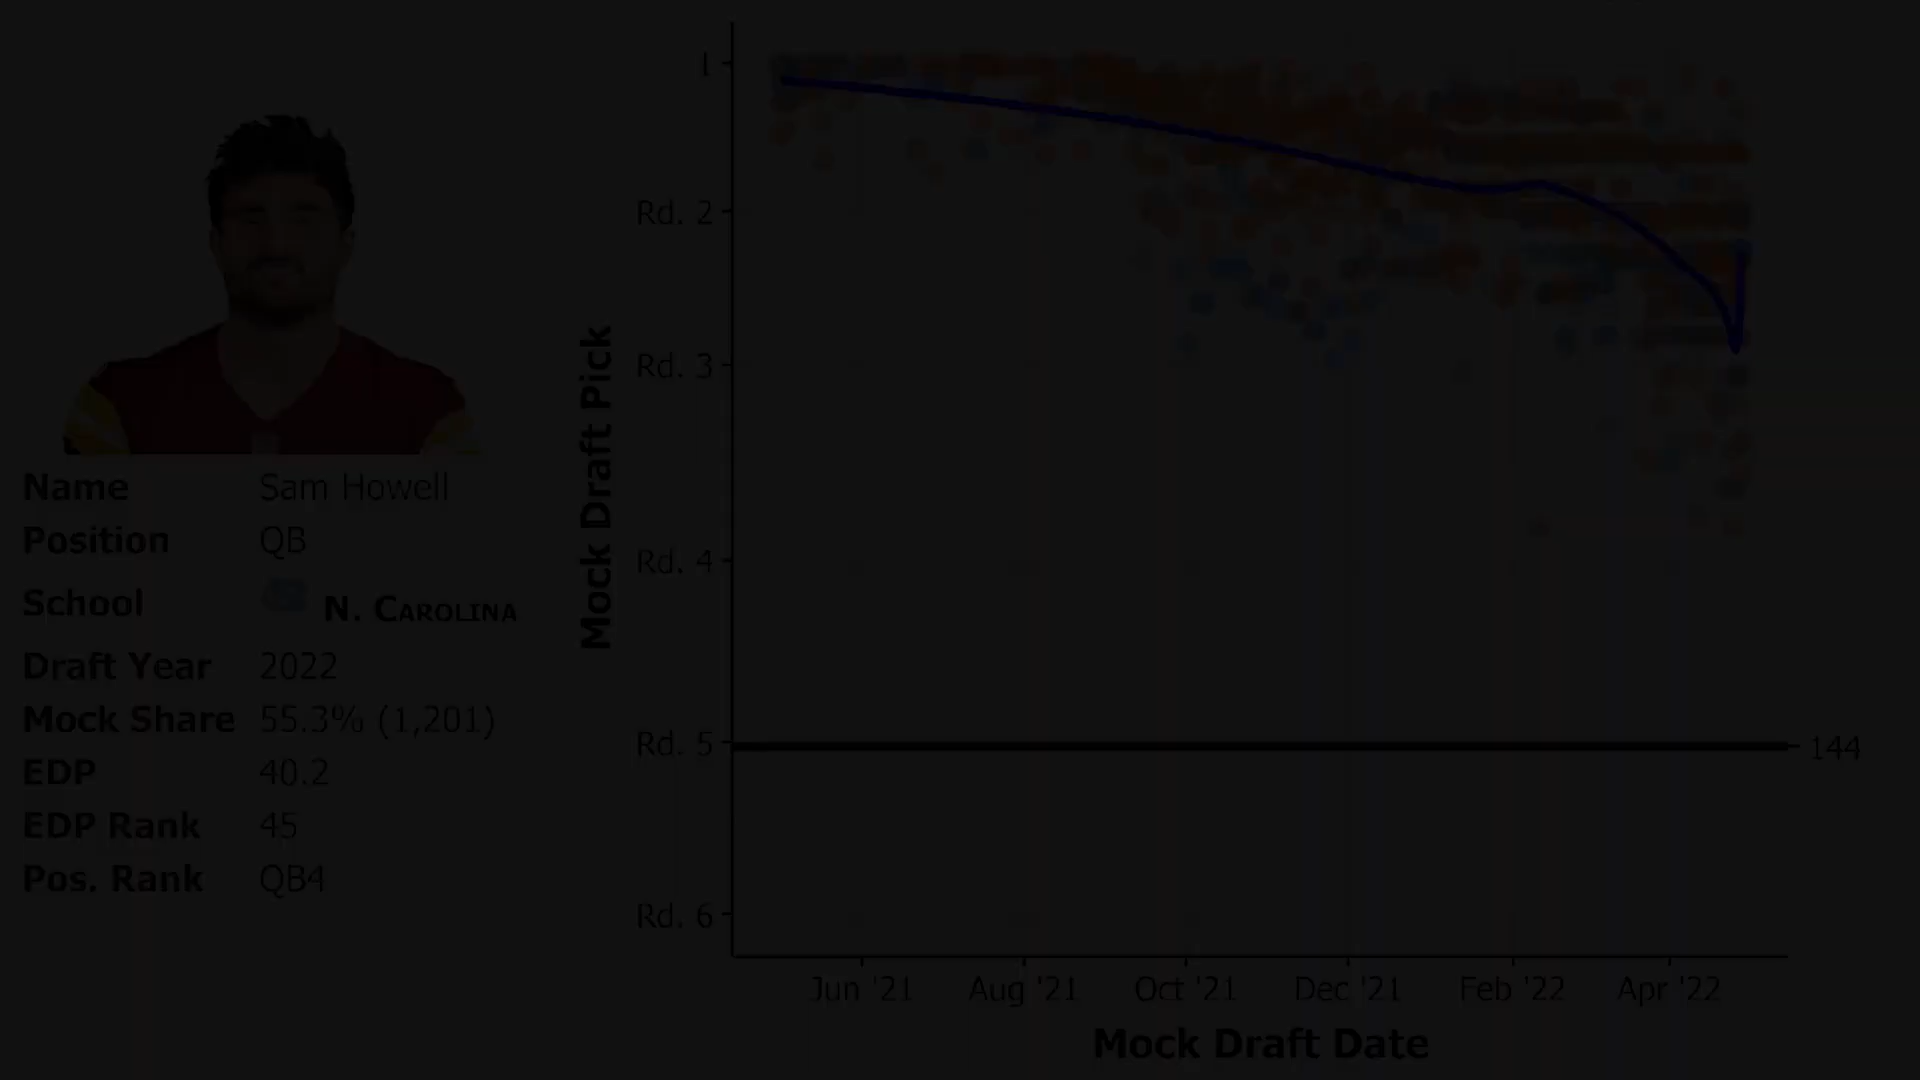 Name Sam Howell
Position QB
School N. CAROLINA
Draft Year 2022
Mock Share 55.3% (1,201)
EDP 40.2
EDP Rank 45
Pos. Rank QB4
Mock Draft Pick
1
Rd. 2
Rd. 3
Rd. 4
Rd. 5
Rd. 6
144
Jun '21 Aug '21 Oct '21 Dec '21 Feb '22 Apr '22
Mock Draft Date